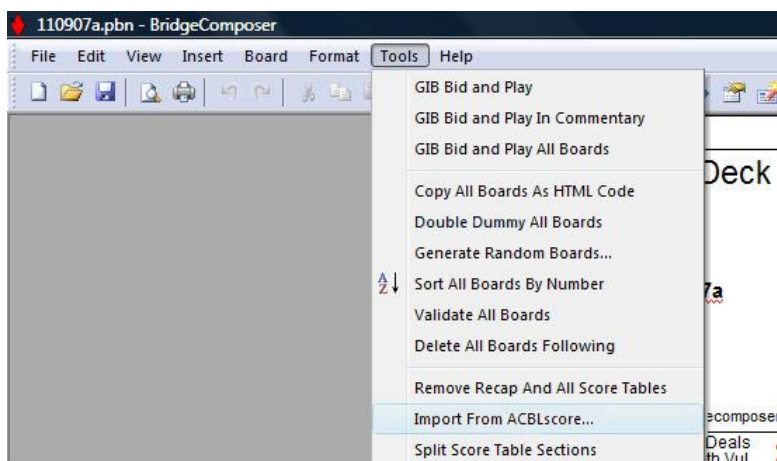 110907a.pbn - BridgeComposer
File Edit View Insert Board Format Tools Help
GIB Bid and Play
GIB Bid and Play In Commentary
GIB Bid and Play All Boards
Deck
Copy All Boards As HTML Code
Double Dummy All Boards
Generate Random Boards...
A Z Sort All Boards By Number
7a
Validate All Boards
Delete All Boards Following
Remove Recap And All Score Tables
Import From ACBLscore...
ecomposer
Split Score Table Sections
Deals
th Vul